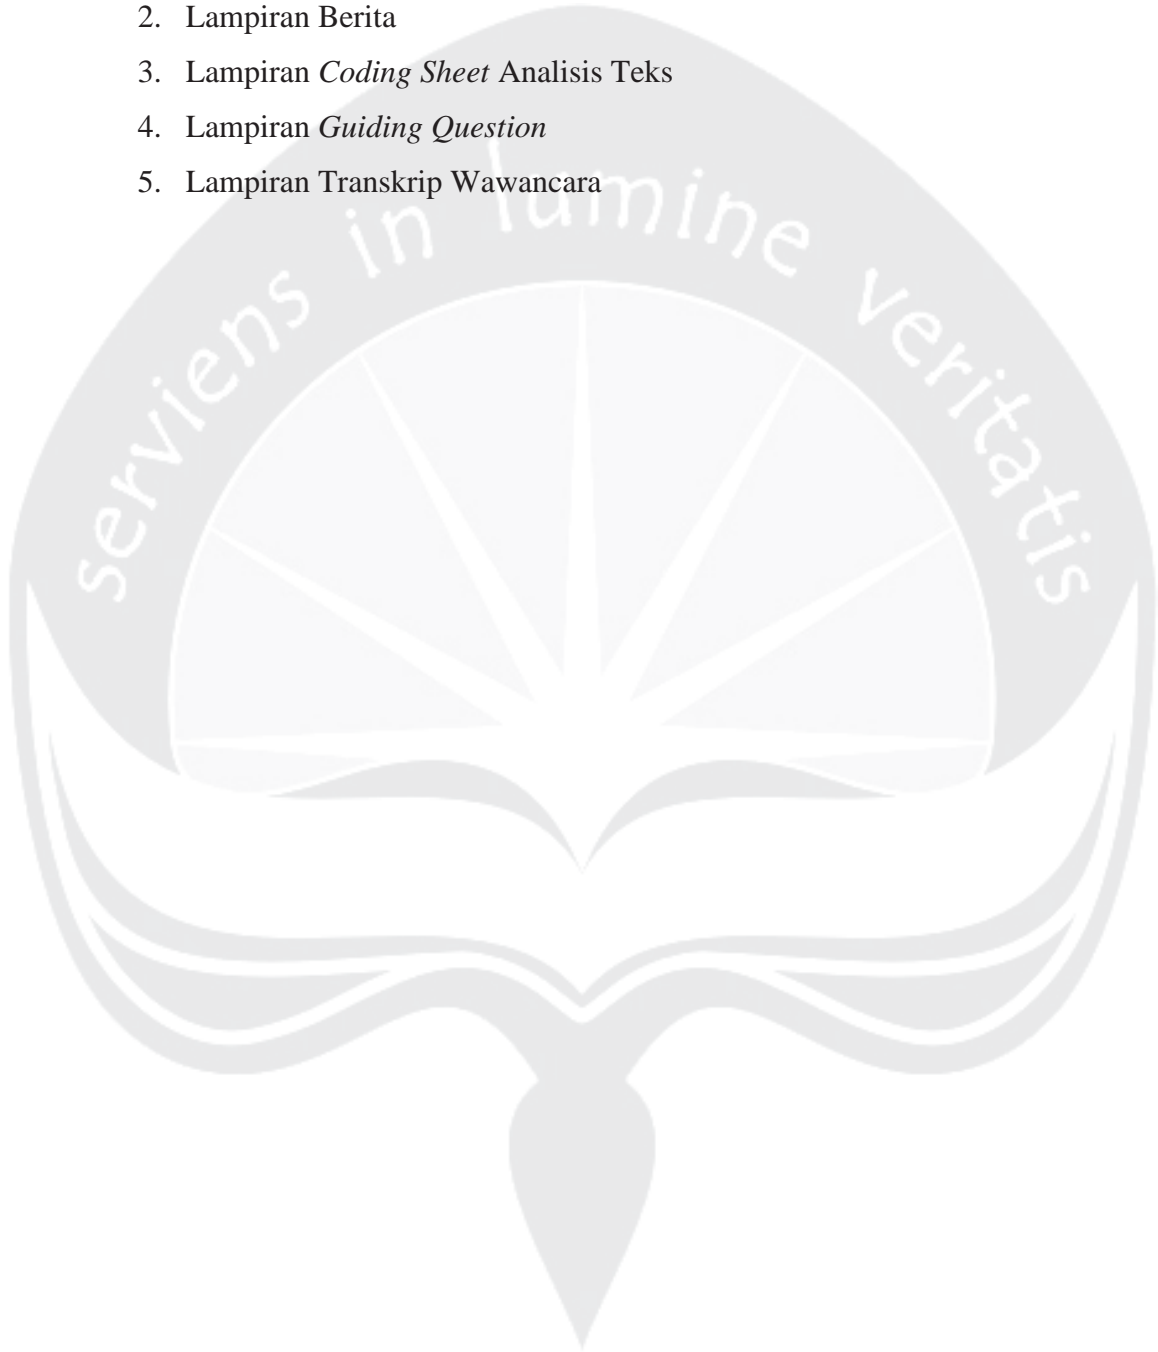 2. Lampiran Berita
3. Lampiran Coding Sheet Analisis Teks
4. Lampiran Guiding Question
5. Lampiran Transkrip Wawancara
serviens in lumine veritatis